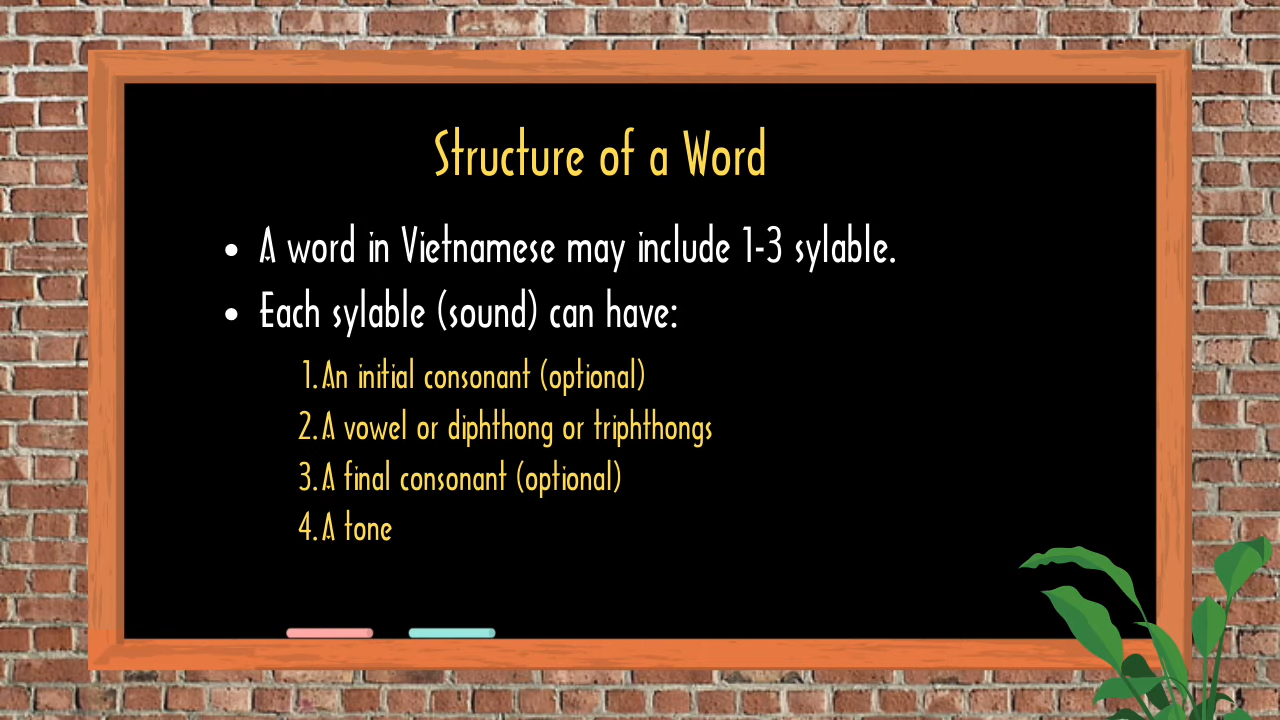 Structure of a Word
• A word in Vietnamese may include 1-3 sylable.
• Each sylable (sound) can have:
1. An initial consonant (optional)
2. A vowel or diphthong or triphthongs
3. A final consonant (optional)
4. A tone